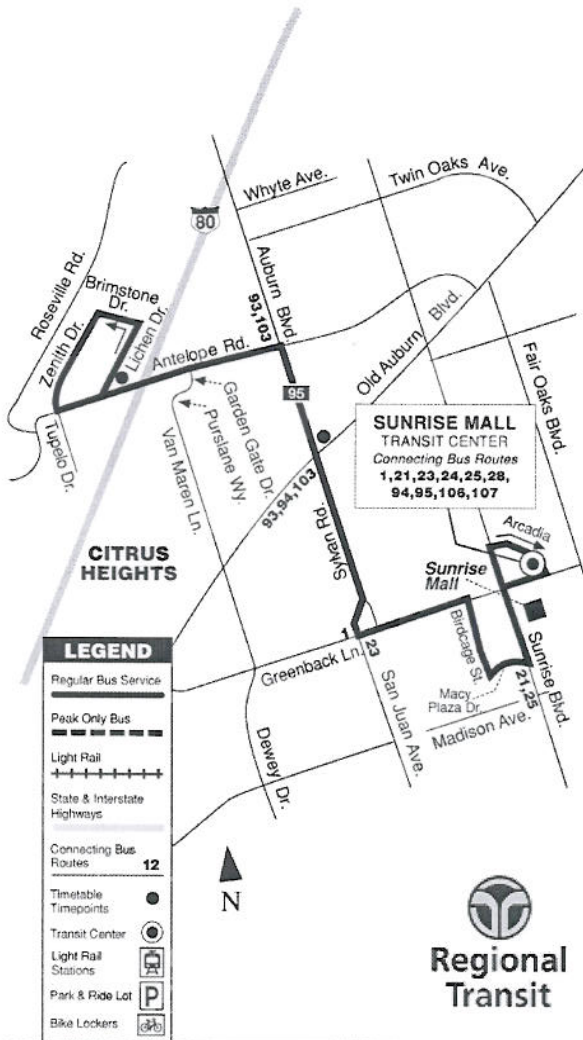 Whyte Ave.
Twin Oaks Ave.
80
Roseville Rd.
Auburn Blvd.
93,103
Brimstone
Dr.
Zenith Dr.
Lichen Dr.
Antelope Rd.
Old Auburn Blvd.
Fair Oaks Blvd.
95
Tupelo Dr.
Garden Gate Dr.
Purslane Wy.
Van Maren Ln.
93,94,103
SUNRISE MALL
TRANSIT CENTER
Connecting Bus Routes
1,21,23,24,25,28,
94,95,106,107
Sylvan Rd.
Arcadia
CITRUS
HEIGHTS
Sunrise
Mall
1
23
Greenback Ln.
Birdcage St.
Sunrise Blvd.
21,25
Macy
Plaza Dr.
San Juan Ave.
Madison Ave.
Dewey Dr.
LEGEND
Regular Bus Service
Peak Only Bus
Light Rail
State & Interstate
Highways
Connecting Bus
Routes 12
Timetable
Timepoints
Transit Center
Light Rail
Stations
Park & Ride Lot P
Bike Lockers
N
Regional
Transit